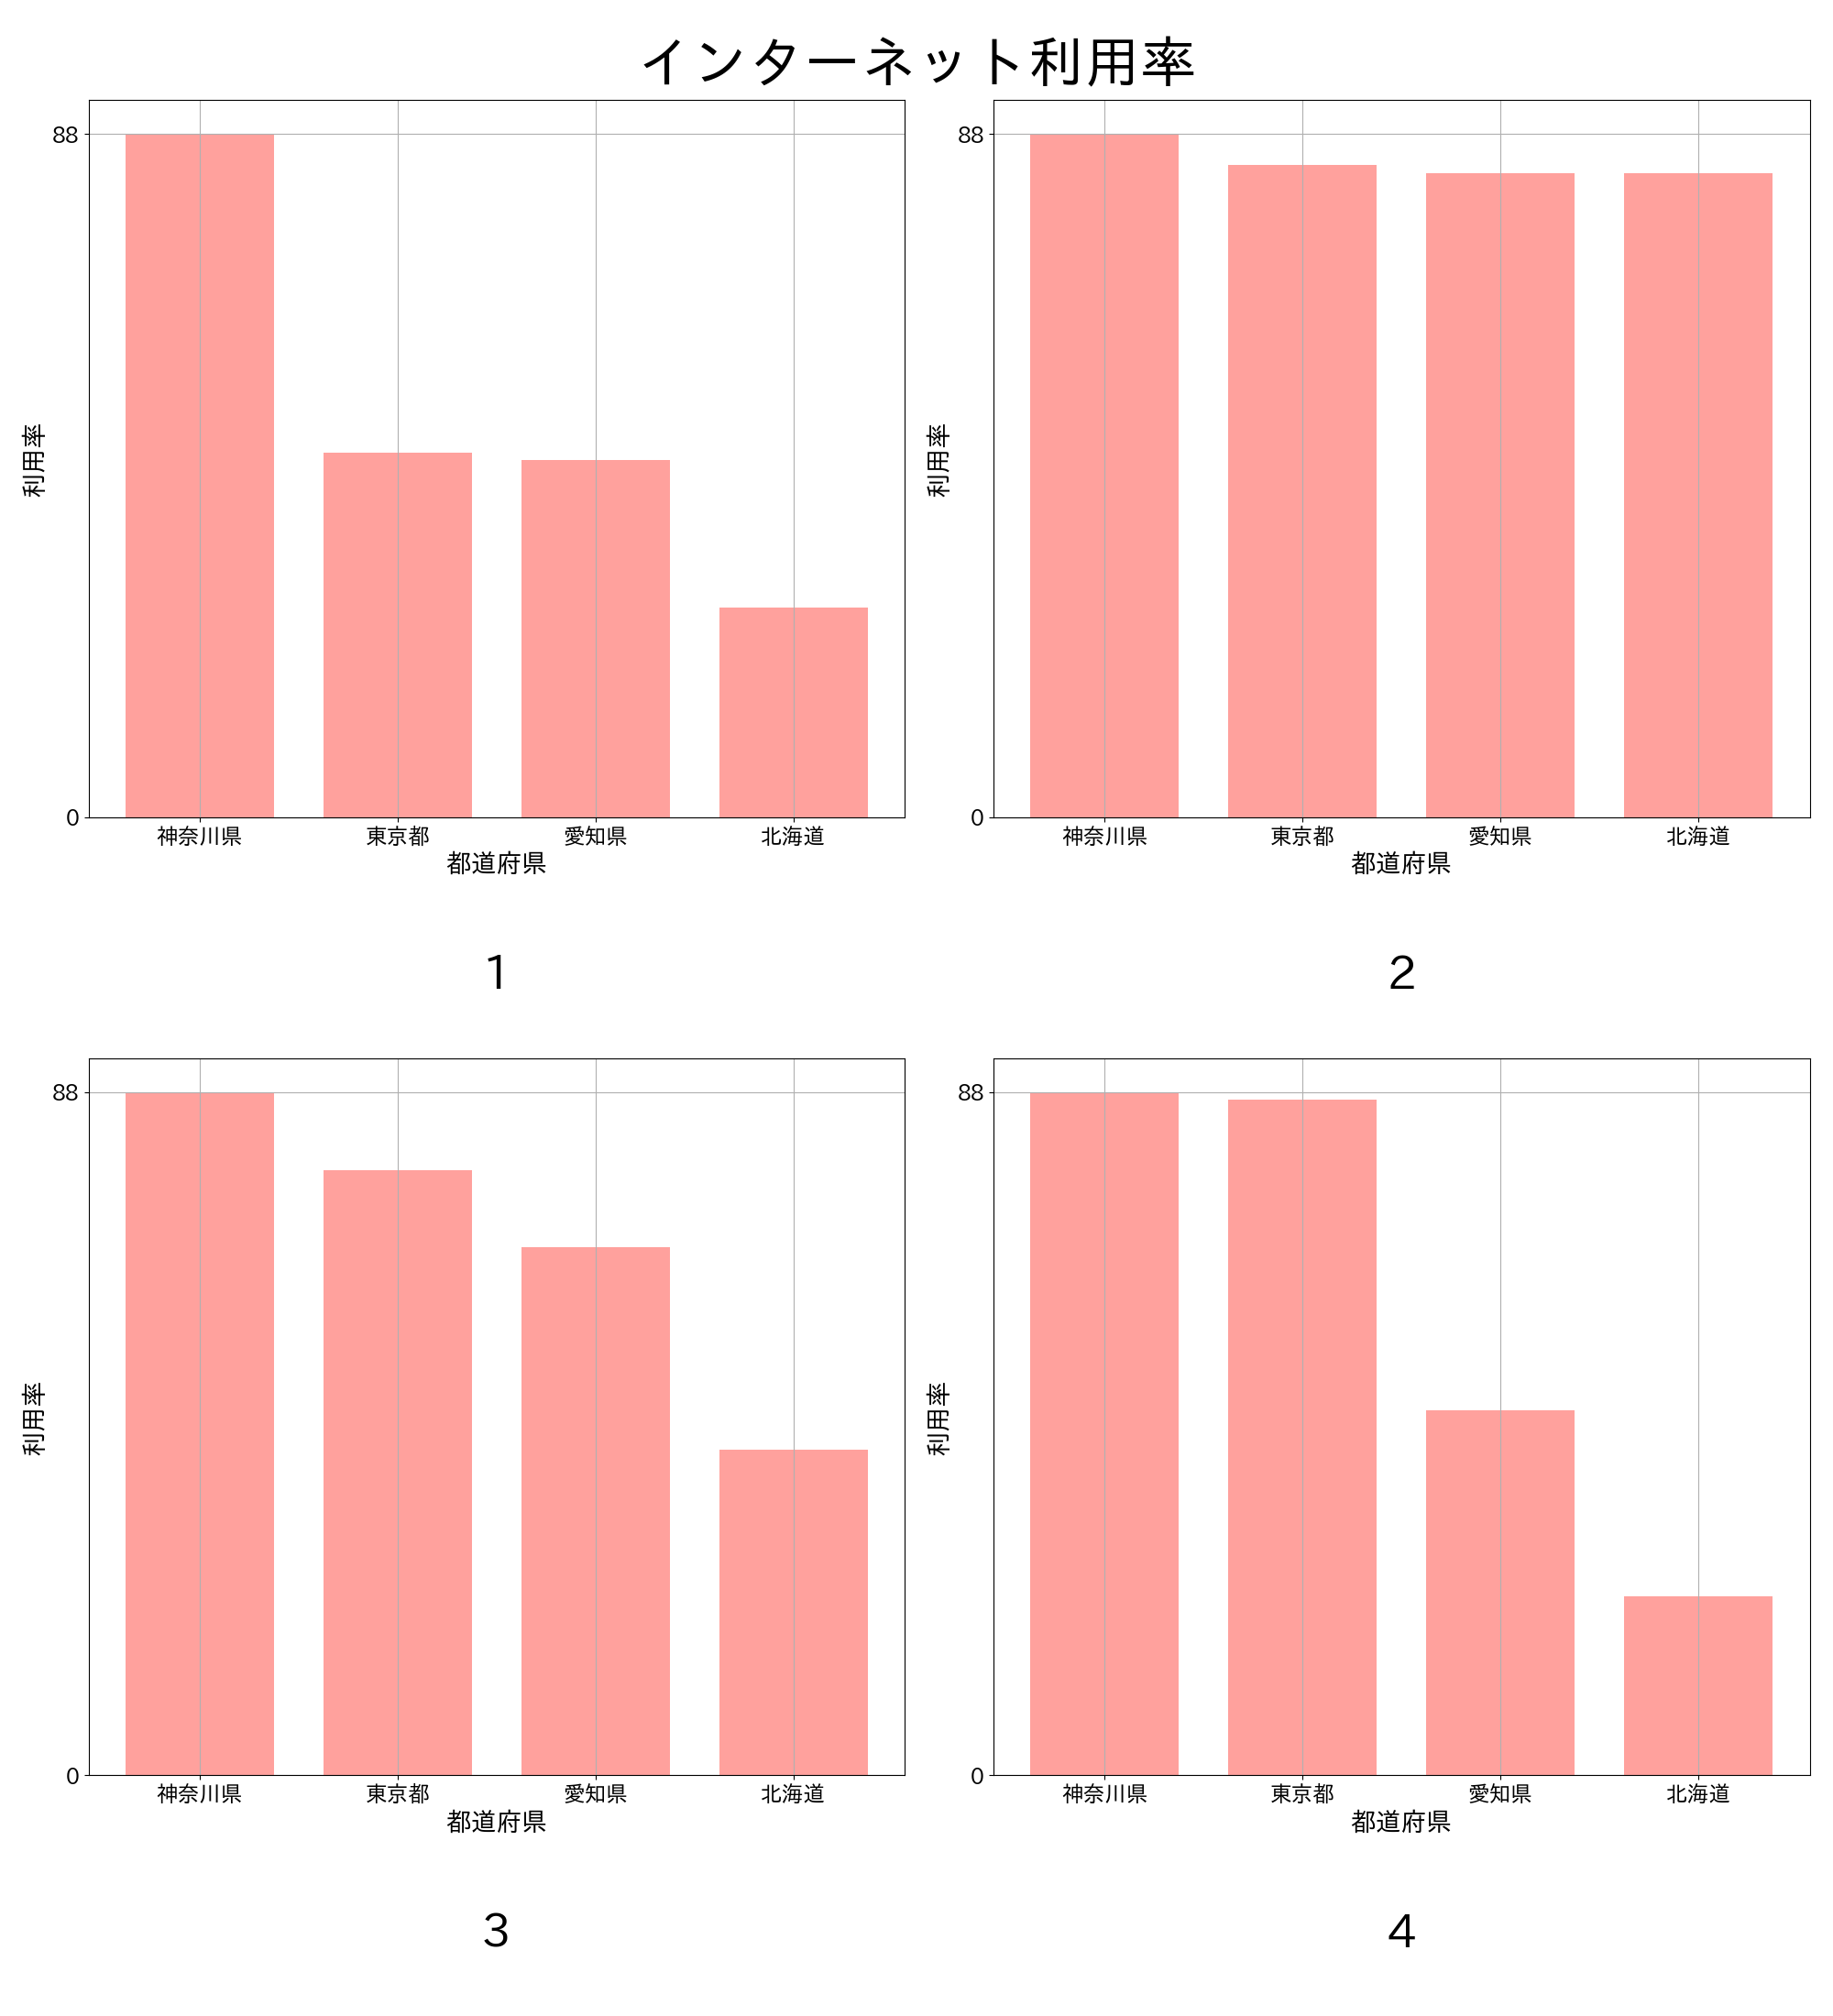 インターネット利用率
88
0
利用率
神奈川県 東京都 愛知県 北海道
都道府県
1
88
0
利用率
神奈川県 東京都 愛知県 北海道
都道府県
2
88
0
利用率
神奈川県 東京都 愛知県 北海道
都道府県
3
88
0
利用率
神奈川県 東京都 愛知県 北海道
都道府県
4